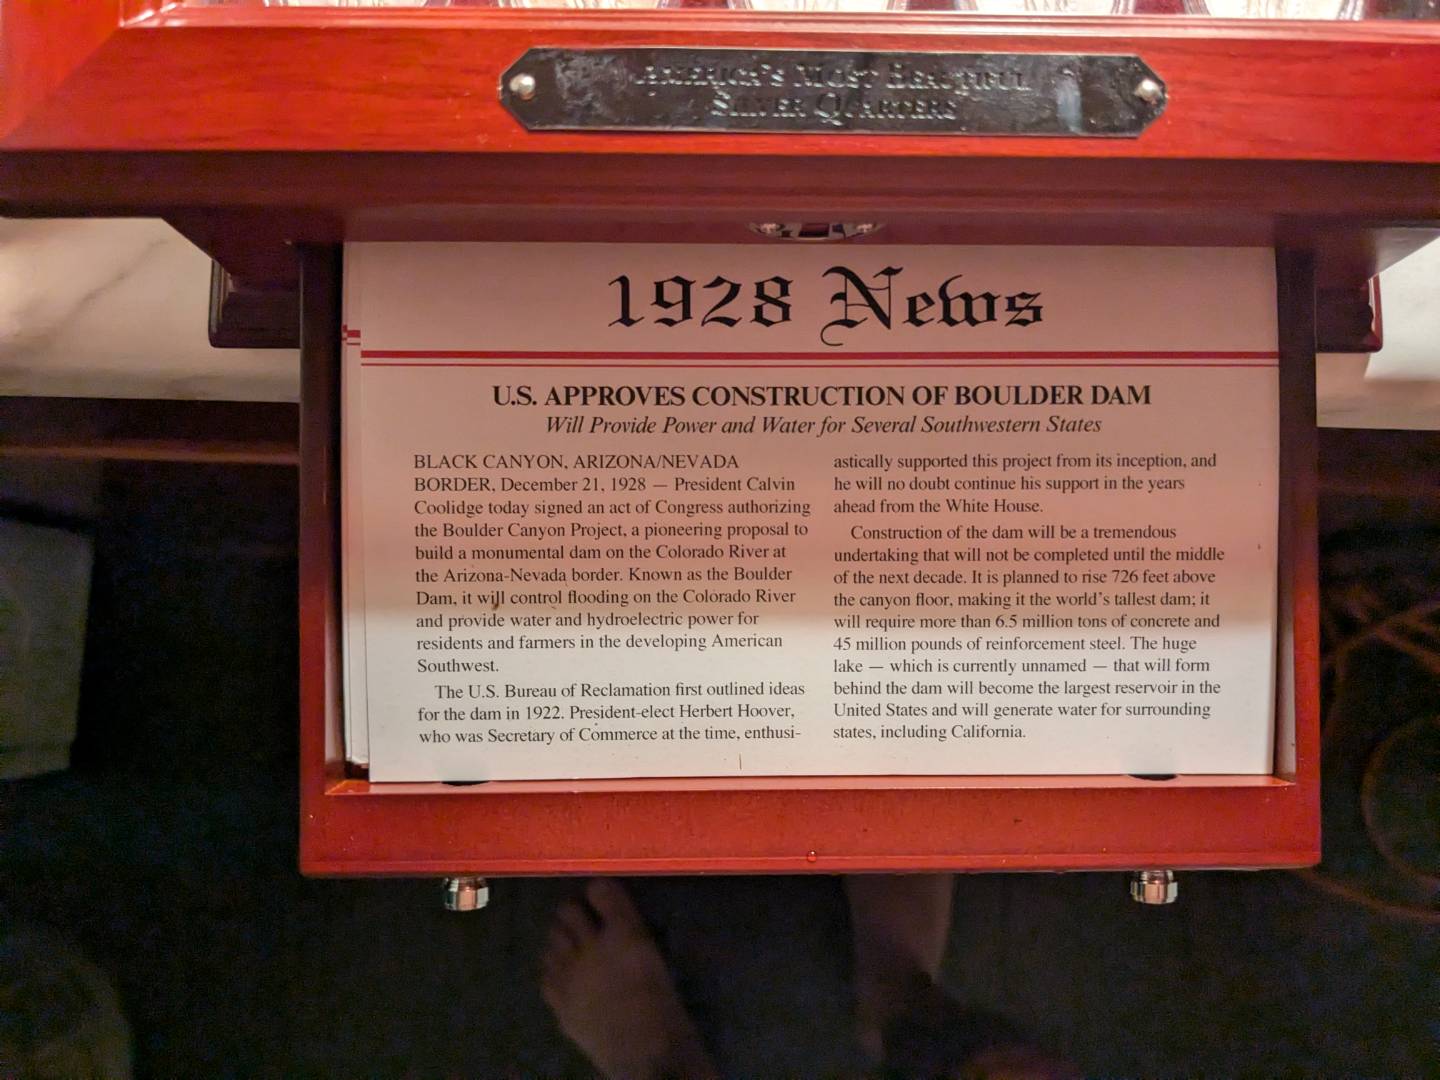 AMERICA'S MOST BEAUTIFUL
SILVER QUARTERS
1928 News
U.S. APPROVES CONSTRUCTION OF BOULDER DAM
Will Provide Power and Water for Several Southwestern States
BLACK CANYON, ARIZONA/NEVADA
BORDER, December 21, 1928 — President Calvin
Coolidge today signed an act of Congress authorizing
the Boulder Canyon Project, a pioneering proposal to
build a monumental dam on the Colorado River at
the Arizona-Nevada border. Known as the Boulder
Dam, it will control flooding on the Colorado River
and provide water and hydroelectric power for
residents and farmers in the developing American
Southwest.
The U.S. Bureau of Reclamation first outlined ideas
for the dam in 1922. President-elect Herbert Hoover,
who was Secretary of Commerce at the time, enthusi-
astically supported this project from its inception, and
he will no doubt continue his support in the years
ahead from the White House.
Construction of the dam will be a tremendous
undertaking that will not be completed until the middle
of the next decade. It is planned to rise 726 feet above
the canyon floor, making it the world's tallest dam; it
will require more than 6.5 million tons of concrete and
45 million pounds of reinforcement steel. The huge
lake — which is currently unnamed — that will form
behind the dam will become the largest reservoir in the
United States and will generate water for surrounding
states, including California.